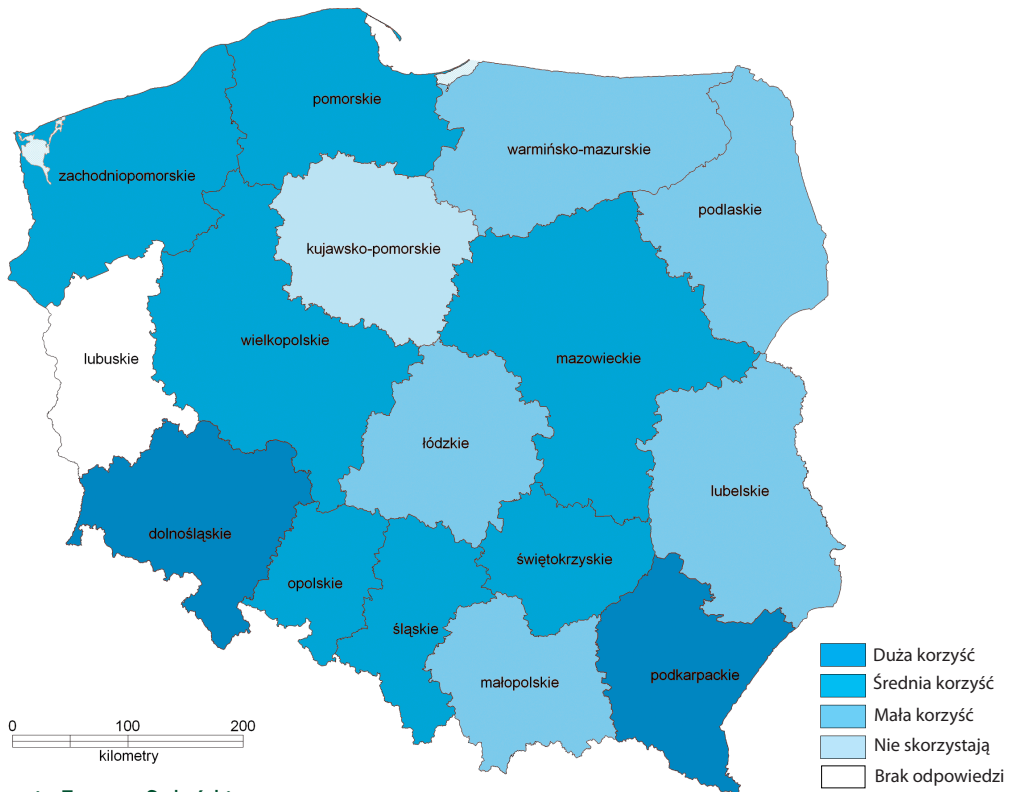 pomorskie
warmińsko-mazurskie
zachodniopomorskie
podlaskie
kujawsko-pomorskie
wielkopolskie
mazowieckie
lubuskie
łódzkie
lubelskie
dolnośląskie
świętokrzyskie
opolskie
śląskie
małopolskie
podkarpackie
Duża korzyść
Średnia korzyść
Mała korzyść
Nie skorzystają
Brak odpowiedzi
0 100 200
kilometry